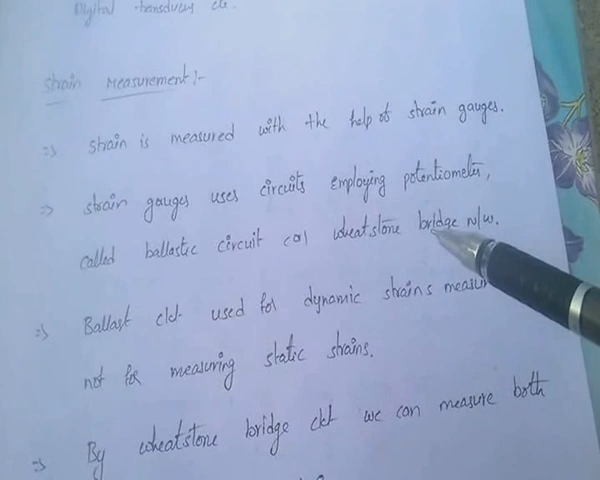 Digital transducers etc.
Strain Measurement:-
=> Strain is measured with the help of strain gauges.
=> Strain gauges uses circuits employing potentiometer,
called ballastic circuit (or) wheatstone bridge n/w.
=> Ballast ckt used for dynamic strains measur
not for measuring static strains.
=> By wheatstone bridge ckt we can measure both